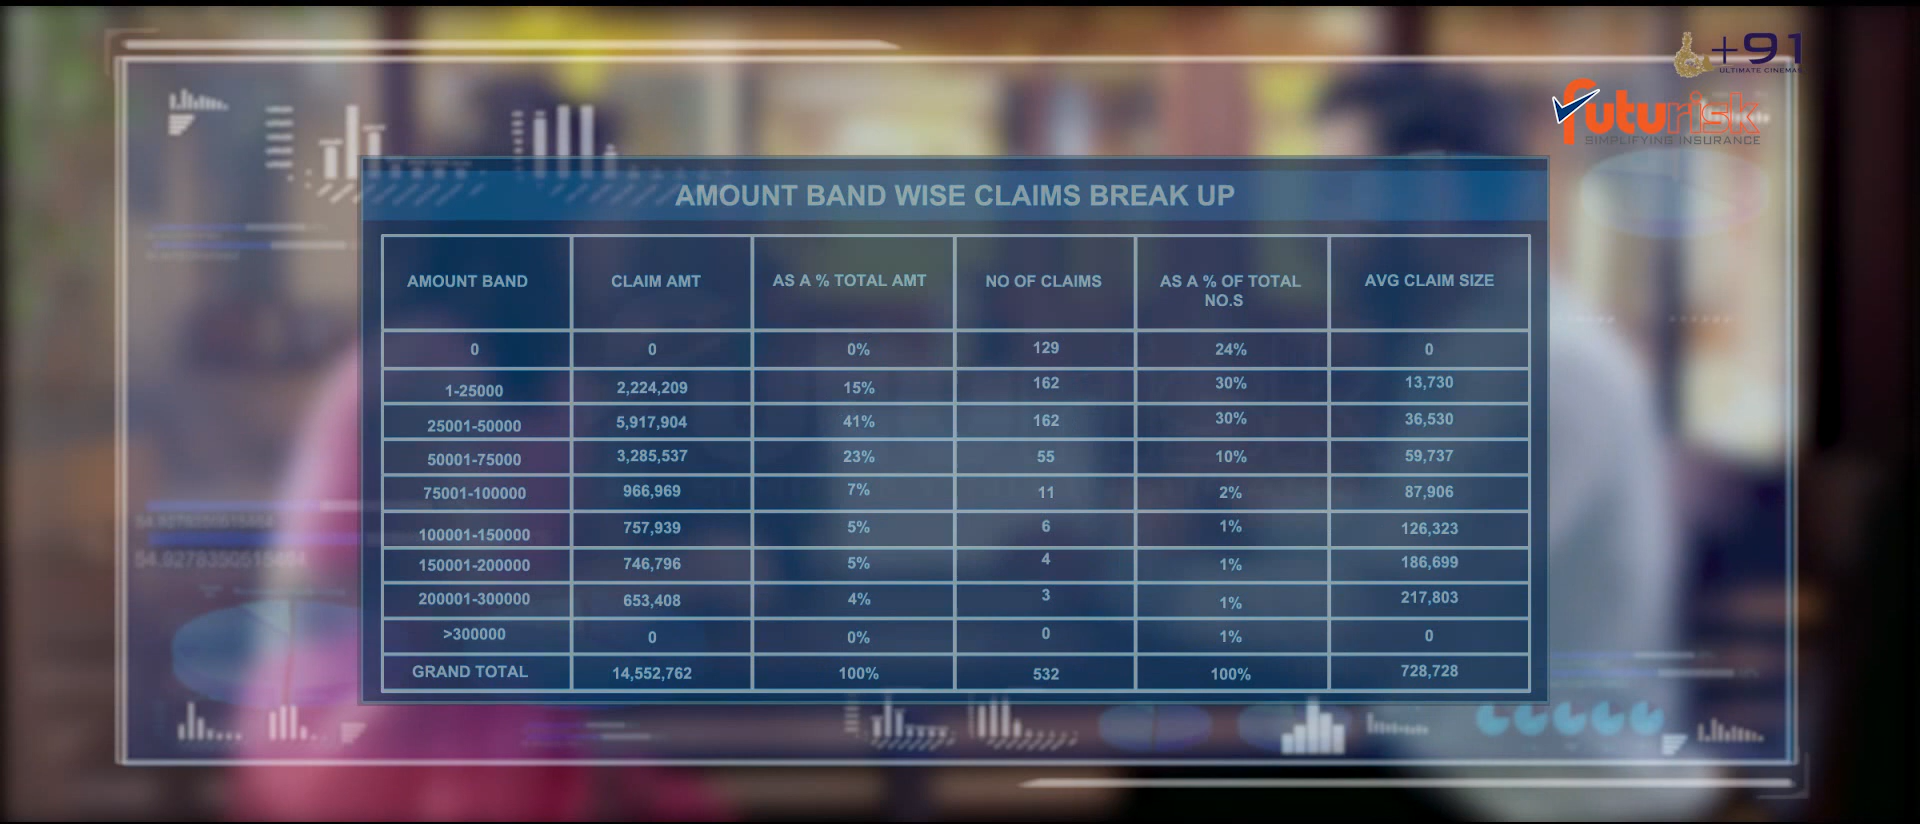 +91
ULTIMATE CINEMAS
futurisk
SIMPLIFYING INSURANCE
AMOUNT BAND WISE CLAIMS BREAK UP
AMOUNT BAND CLAIM AMT AS A % TOTAL AMT NO OF CLAIMS AS A % OF TOTAL NO.S AVG CLAIM SIZE
0 0 0% 129 24% 0
1-25000 2,224,209 15% 162 30% 13,730
25001-50000 5,917,904 41% 162 30% 36,530
50001-75000 3,285,537 23% 55 10% 59,737
75001-100000 966,969 7% 11 2% 87,906
100001-150000 757,939 5% 6 1% 126,323
150001-200000 746,796 5% 4 1% 186,699
200001-300000 653,408 4% 3 1% 217,803
>300000 0 0% 0 1% 0
GRAND TOTAL 14,552,762 100% 532 100% 728,728